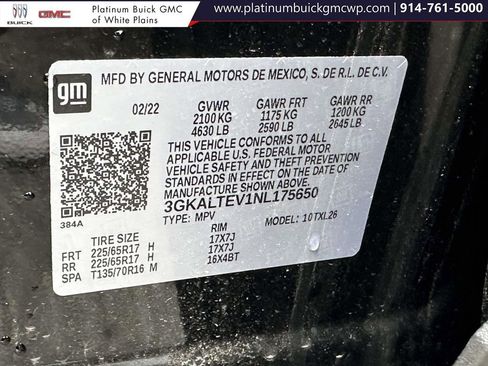 BUICK GMC
Platinum Buick GMC
of White Plains
www.platinumbuickgmcwp.com
914-761-5000
gm
MFD BY GENERAL MOTORS DE MEXICO, S. DE R.L. DE C.V.
02/22 GVWR GAWR FRT GAWR RR
2100 KG 1175 KG 1200 KG
4630 LB 2590 LB 2645 LB
THIS VEHICLE CONFORMS TO ALL
APPLICABLE U.S. FEDERAL MOTOR
VEHICLE SAFETY AND THEFT PREVENTION
STANDARDS IN EFFECT ON THE DATE OF
MANUFACTURE SHOWN ABOVE.
3GKALTEV1NL175650
384A
TYPE: MPV 10TXL26
TIRE SIZE RIM
FRT 225/65R17 H 17X7J
RR 225/65R17 H 17X7J
SPA T135/70R16 M 16X4BT